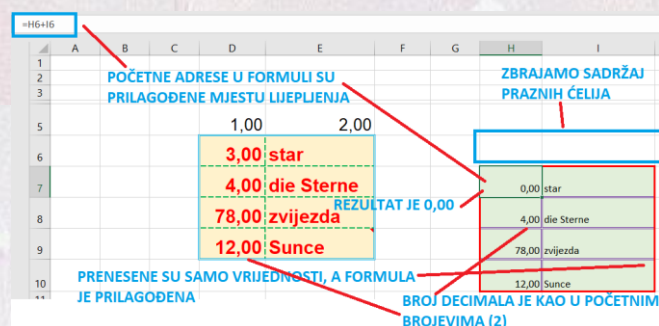 =H6+I6
A B C D E F G H I
1
2
3
POČETNE ADRESE U FORMULI SU
PRILAGOĐENE MJESTU LIJEPLJENJA
ZBRAJAMO SADRŽAJ
PRAZNIH ĆELIJA
5 1,00 2,00
6 3,00 star
7 4,00 die Sterne 0,00 star
REZULTAT JE 0,00
8 78,00 zvijezda 4,00 die Sterne
9 12,00 Sunce 78,00 zvijezda
PRENESENE SU SAMO VRIJEDNOSTI, A FORMULA
JE PRILAGOĐENA
10 12,00 Sunce
11
BROJ DECIMALA JE KAO U POČETNIM
BROJEVIMA (2)